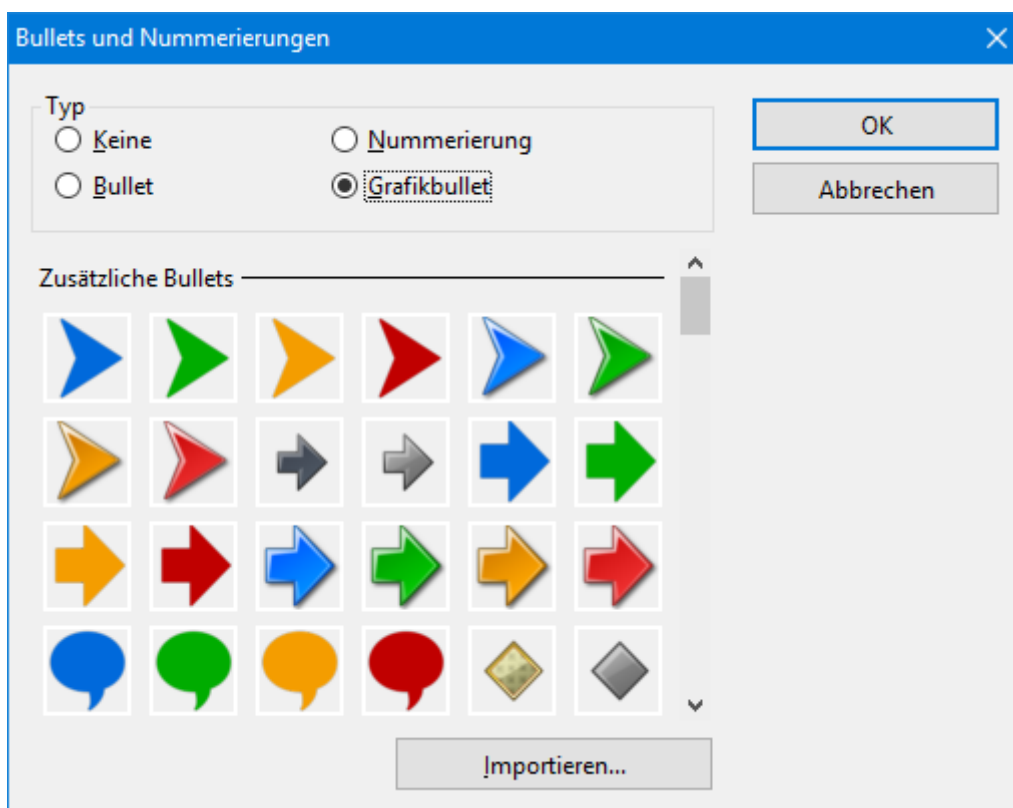 Bullets und Nummerierungen
Typ
Keine
Nummerierung
OK
Bullet
Grafikbullet
Abbrechen
Zusätzliche Bullets
Importieren...